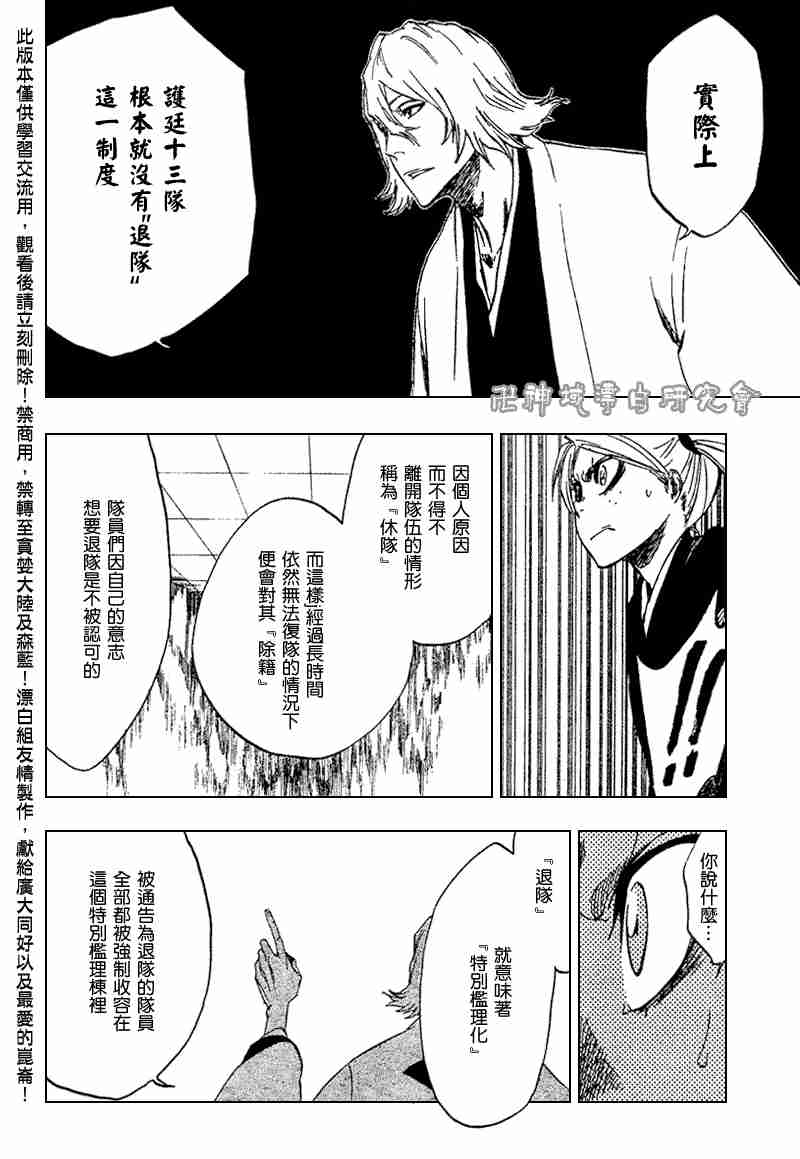 實際上
護廷十三隊
根本就沒有"退隊"
這一制度
卍神域漂白研究會
因個人原因
而不得不
離開隊伍的情形
稱為『休隊』
而這樣經過長時間
依然無法復隊的情況下
便會對其『除籍』
隊員們因自己的意志
想要退隊是不被認可的
你說什麼…
『退隊』
就意味著
『特別檻理化』
被通告為退隊的隊員
全部都被強制收容在
這個特別檻理棟裡
此版本僅供學習交流用，觀看後請立刻刪除！禁商用，禁轉至貪婪大陸及森藍！漂白組友情製作，獻給廣大同好以及最愛的崑崙！